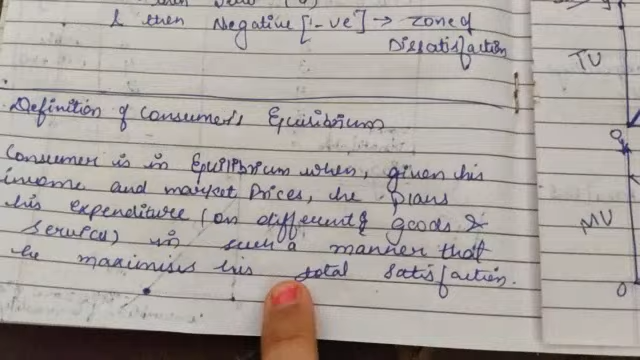 & then Negative [-ve] → zone of
Dissatisfaction
Definition of Consumer's Equilibrium
Consumer is in Equilibrium when, given his
income and market Prices, he plans
his expenditure (on different goods &
services) in such a manner that
he maximises his total satisfaction.
TU
O
MU
O